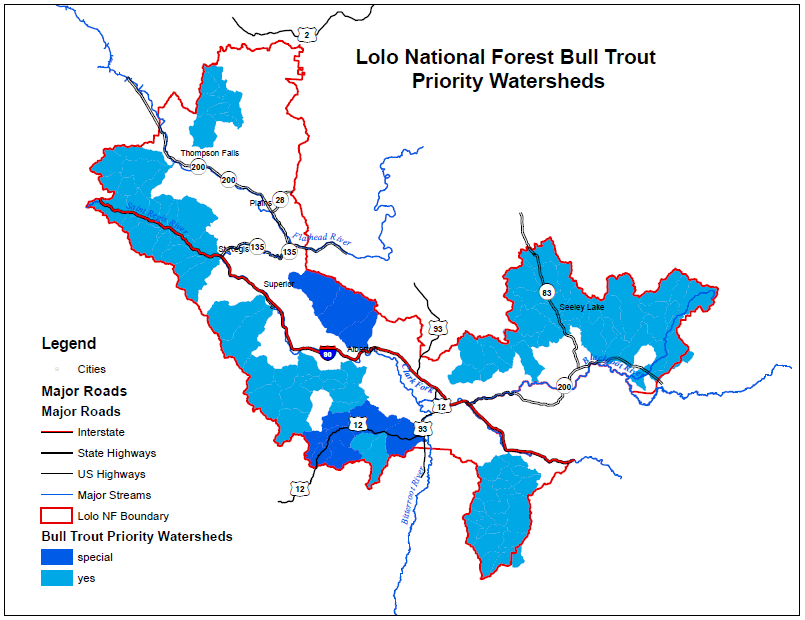 Lolo National Forest Bull Trout
Priority Watersheds
2
Thompson Falls
200
200
Plains
28
Saint Regis River
St Regis
135
135
Flathead River
Superior
83
Seeley Lake
93
Alberton
90
Clark Fork
200
12
12
93
12
Bitterroot River
Legend
Cities
Major Roads
Major Roads
Interstate
State Highways
US Highways
Major Streams
Lolo NF Boundary
Bull Trout Priority Watersheds
special
yes